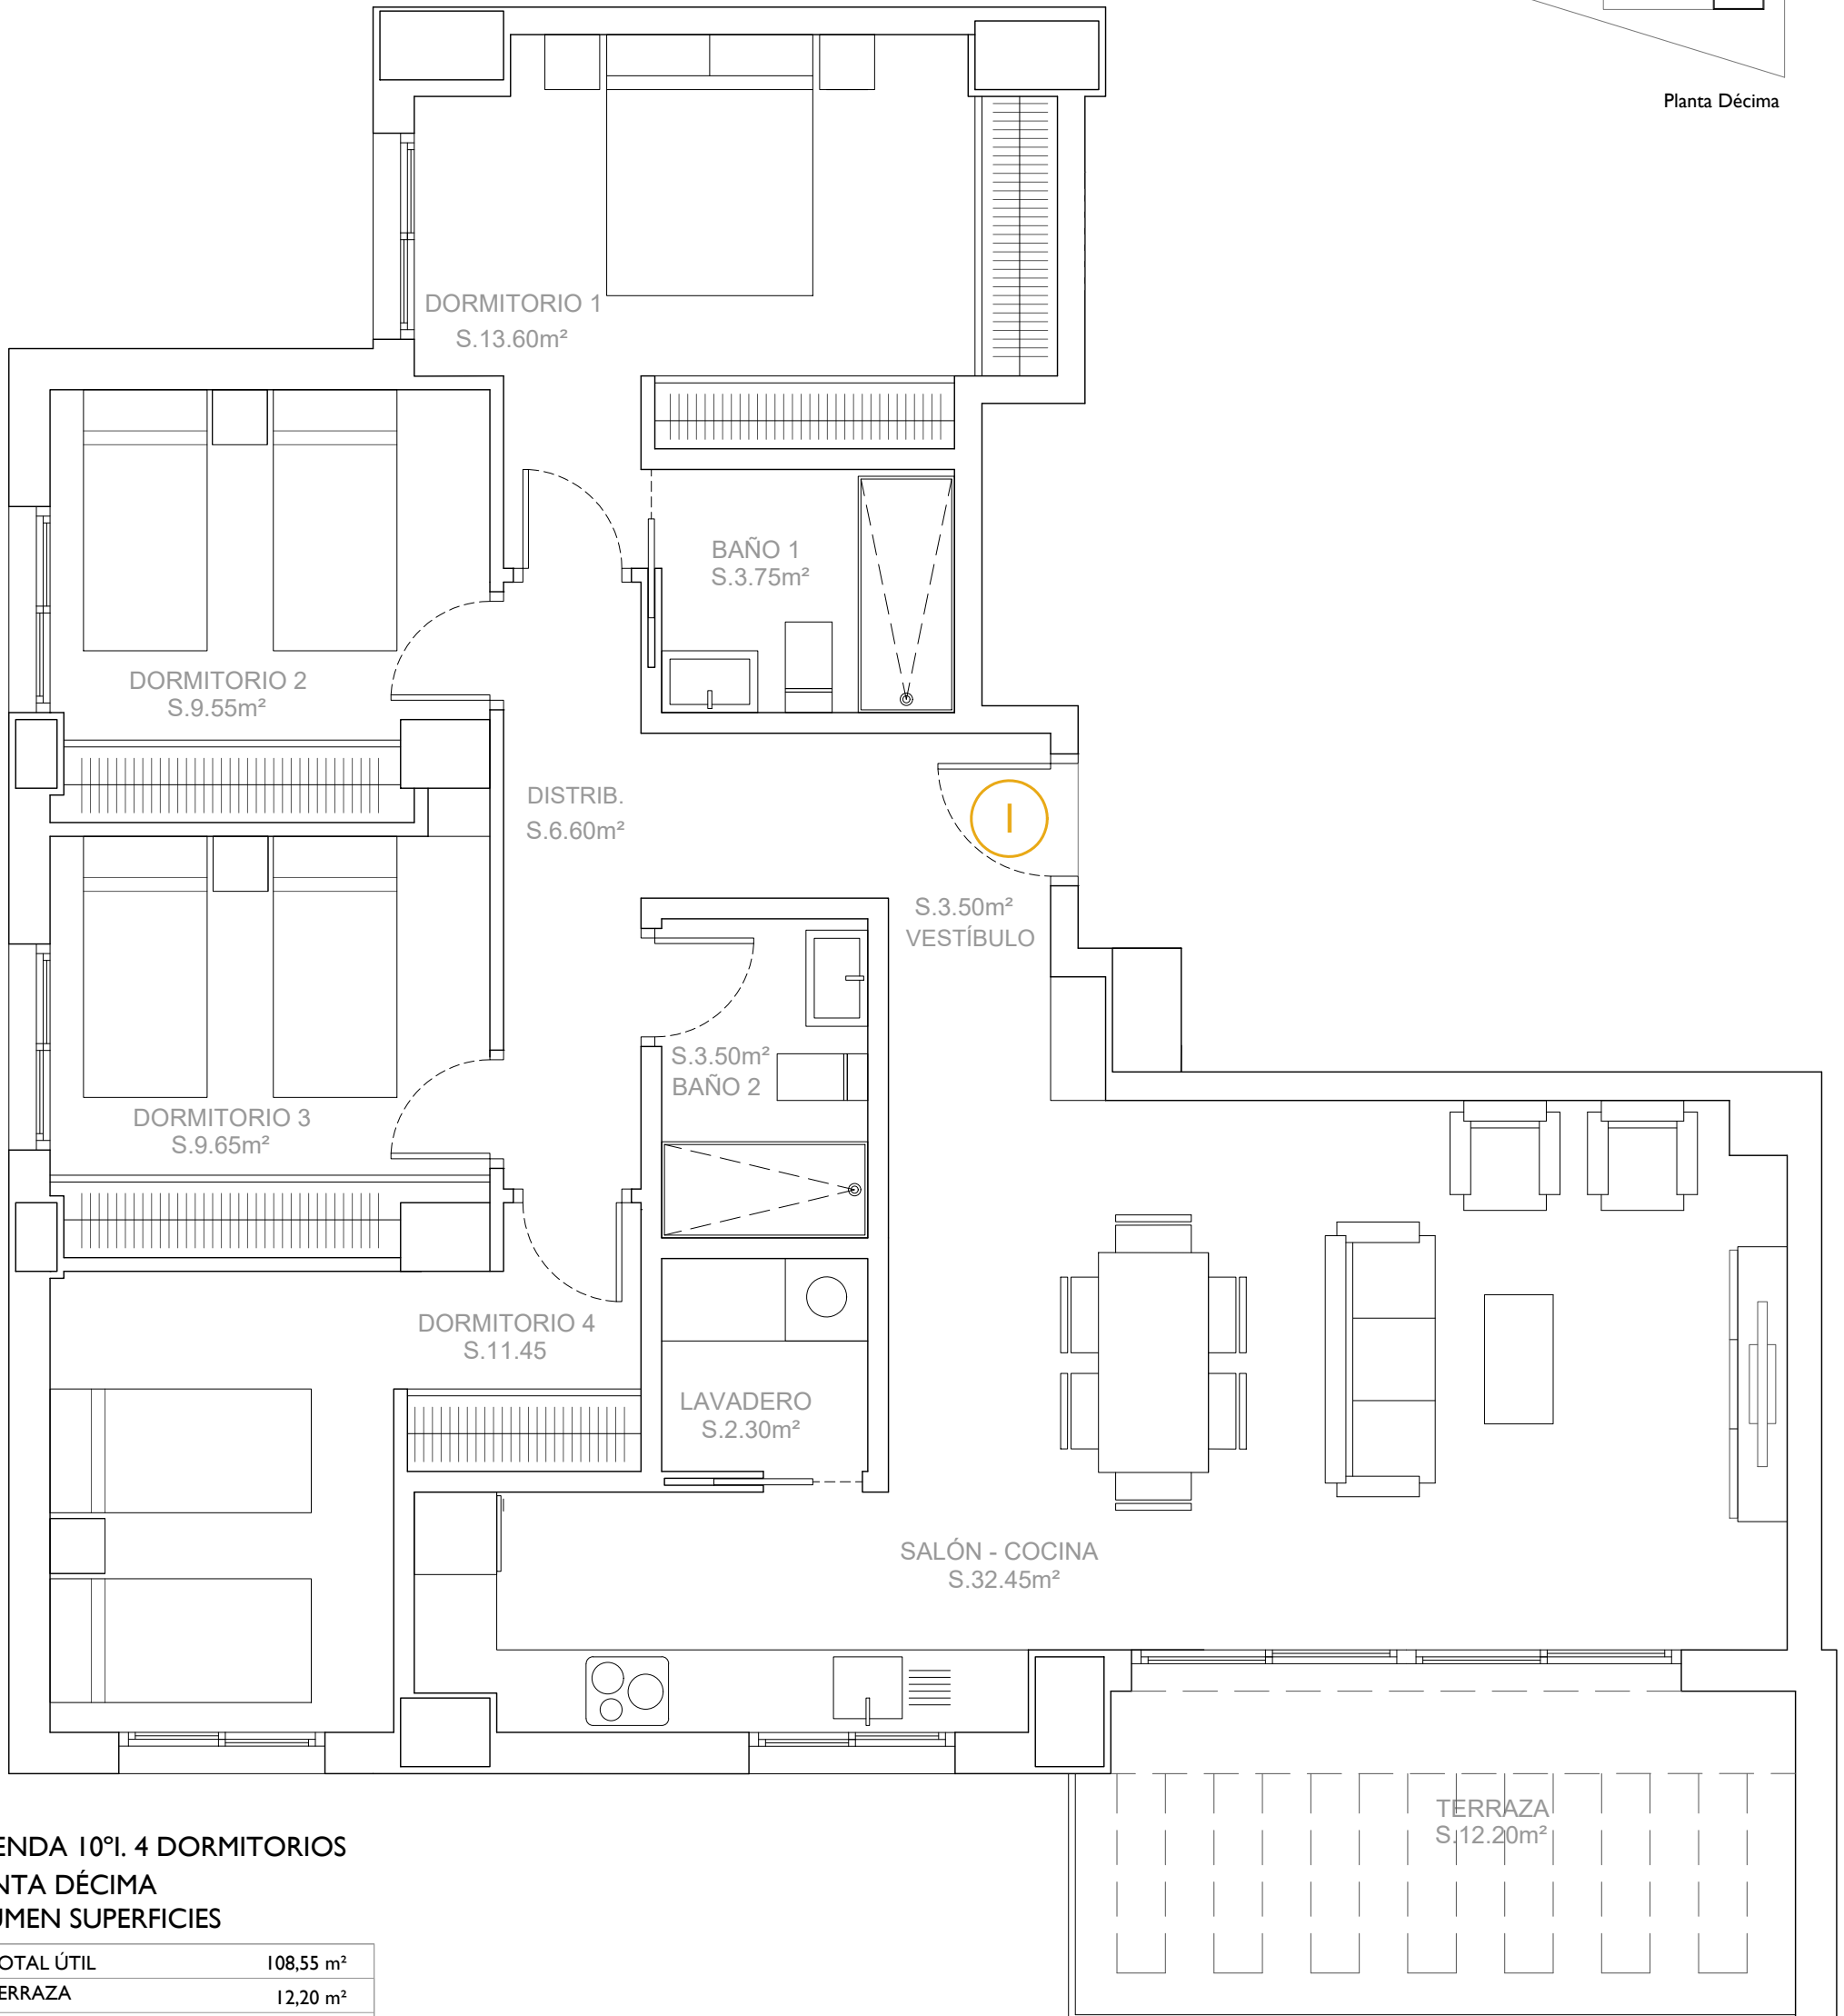 Planta Décima
DORMITORIO 1
S.13.60m²
BAÑO 1
S.3.75m²
DORMITORIO 2
S.9.55m²
DISTRIB.
S.6.60m²
I
S.3.50m²
VESTÍBULO
S.3.50m²
BAÑO 2
DORMITORIO 3
S.9.65m²
DORMITORIO 4
S.11.45
LAVADERO
S.2.30m²
SALÓN - COCINA
S.32.45m²
TERRAZA
S.12.20m²
ENDA 10ºI. 4 DORMITORIOS
NTA DÉCIMA
UMEN SUPERFICIES
OTAL ÚTIL 108,55 m²
ERRAZA 12,20 m²